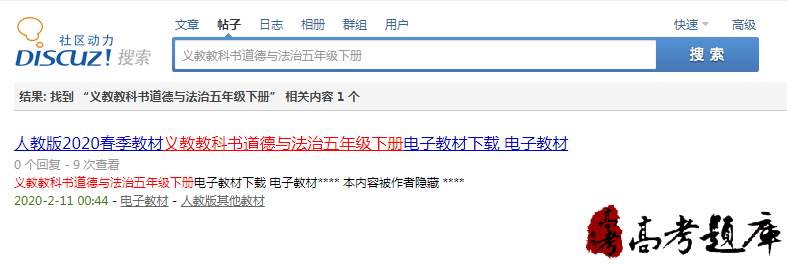 文章 帖子 日志 相册 群组 用户 快速 高级
社区动力
DISCUZ! 搜索
义教教科书道德与法治五年级下册 搜索
结果: 找到 “义教教科书道德与法治五年级下册” 相关内容 1 个
人教版2020春季教材义教教科书道德与法治五年级下册电子教材下载 电子教材
0 个回复 - 9 次查看
义教教科书道德与法治五年级下册电子教材下载 电子教材**** 本内容被作者隐藏 ****
2020-2-11 00:44 - 电子教材 - 人教版其他教材
高考 高考题库